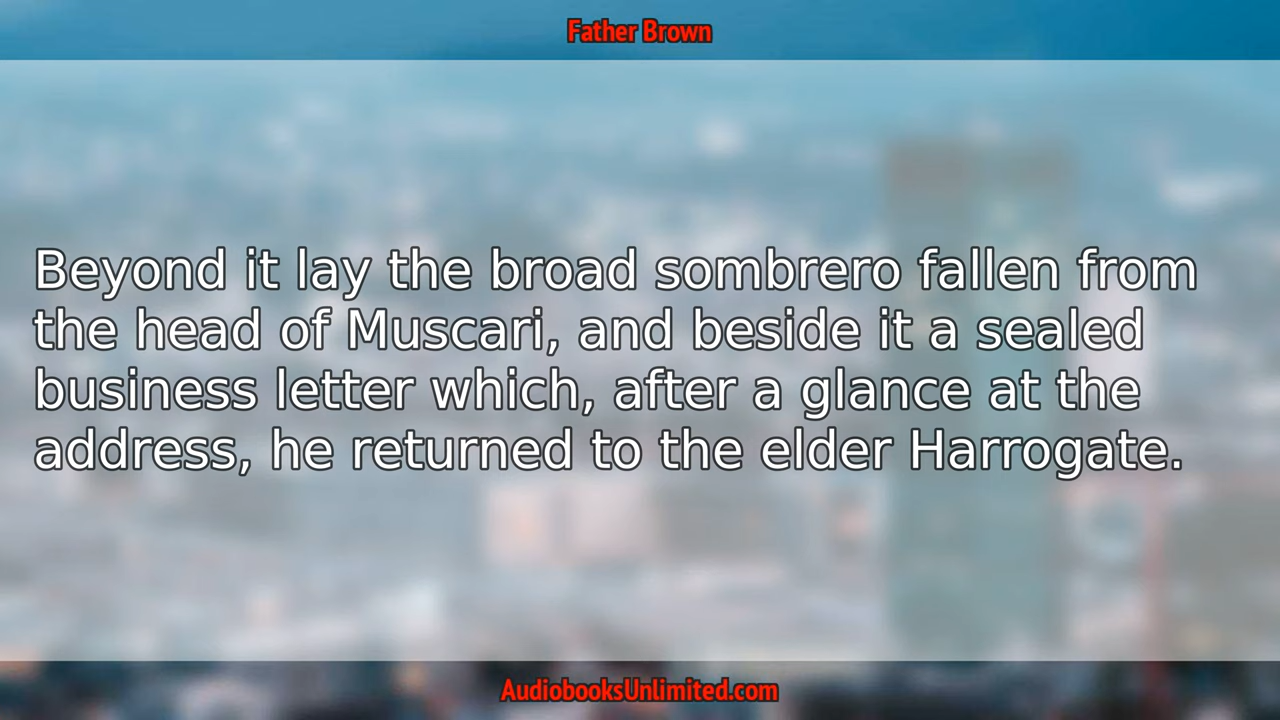 Father Brown
Beyond it lay the broad sombrero fallen from
the head of Muscari, and beside it a sealed
business letter which, after a glance at the
address, he returned to the elder Harrogate.
AudiobooksUnlimited.com